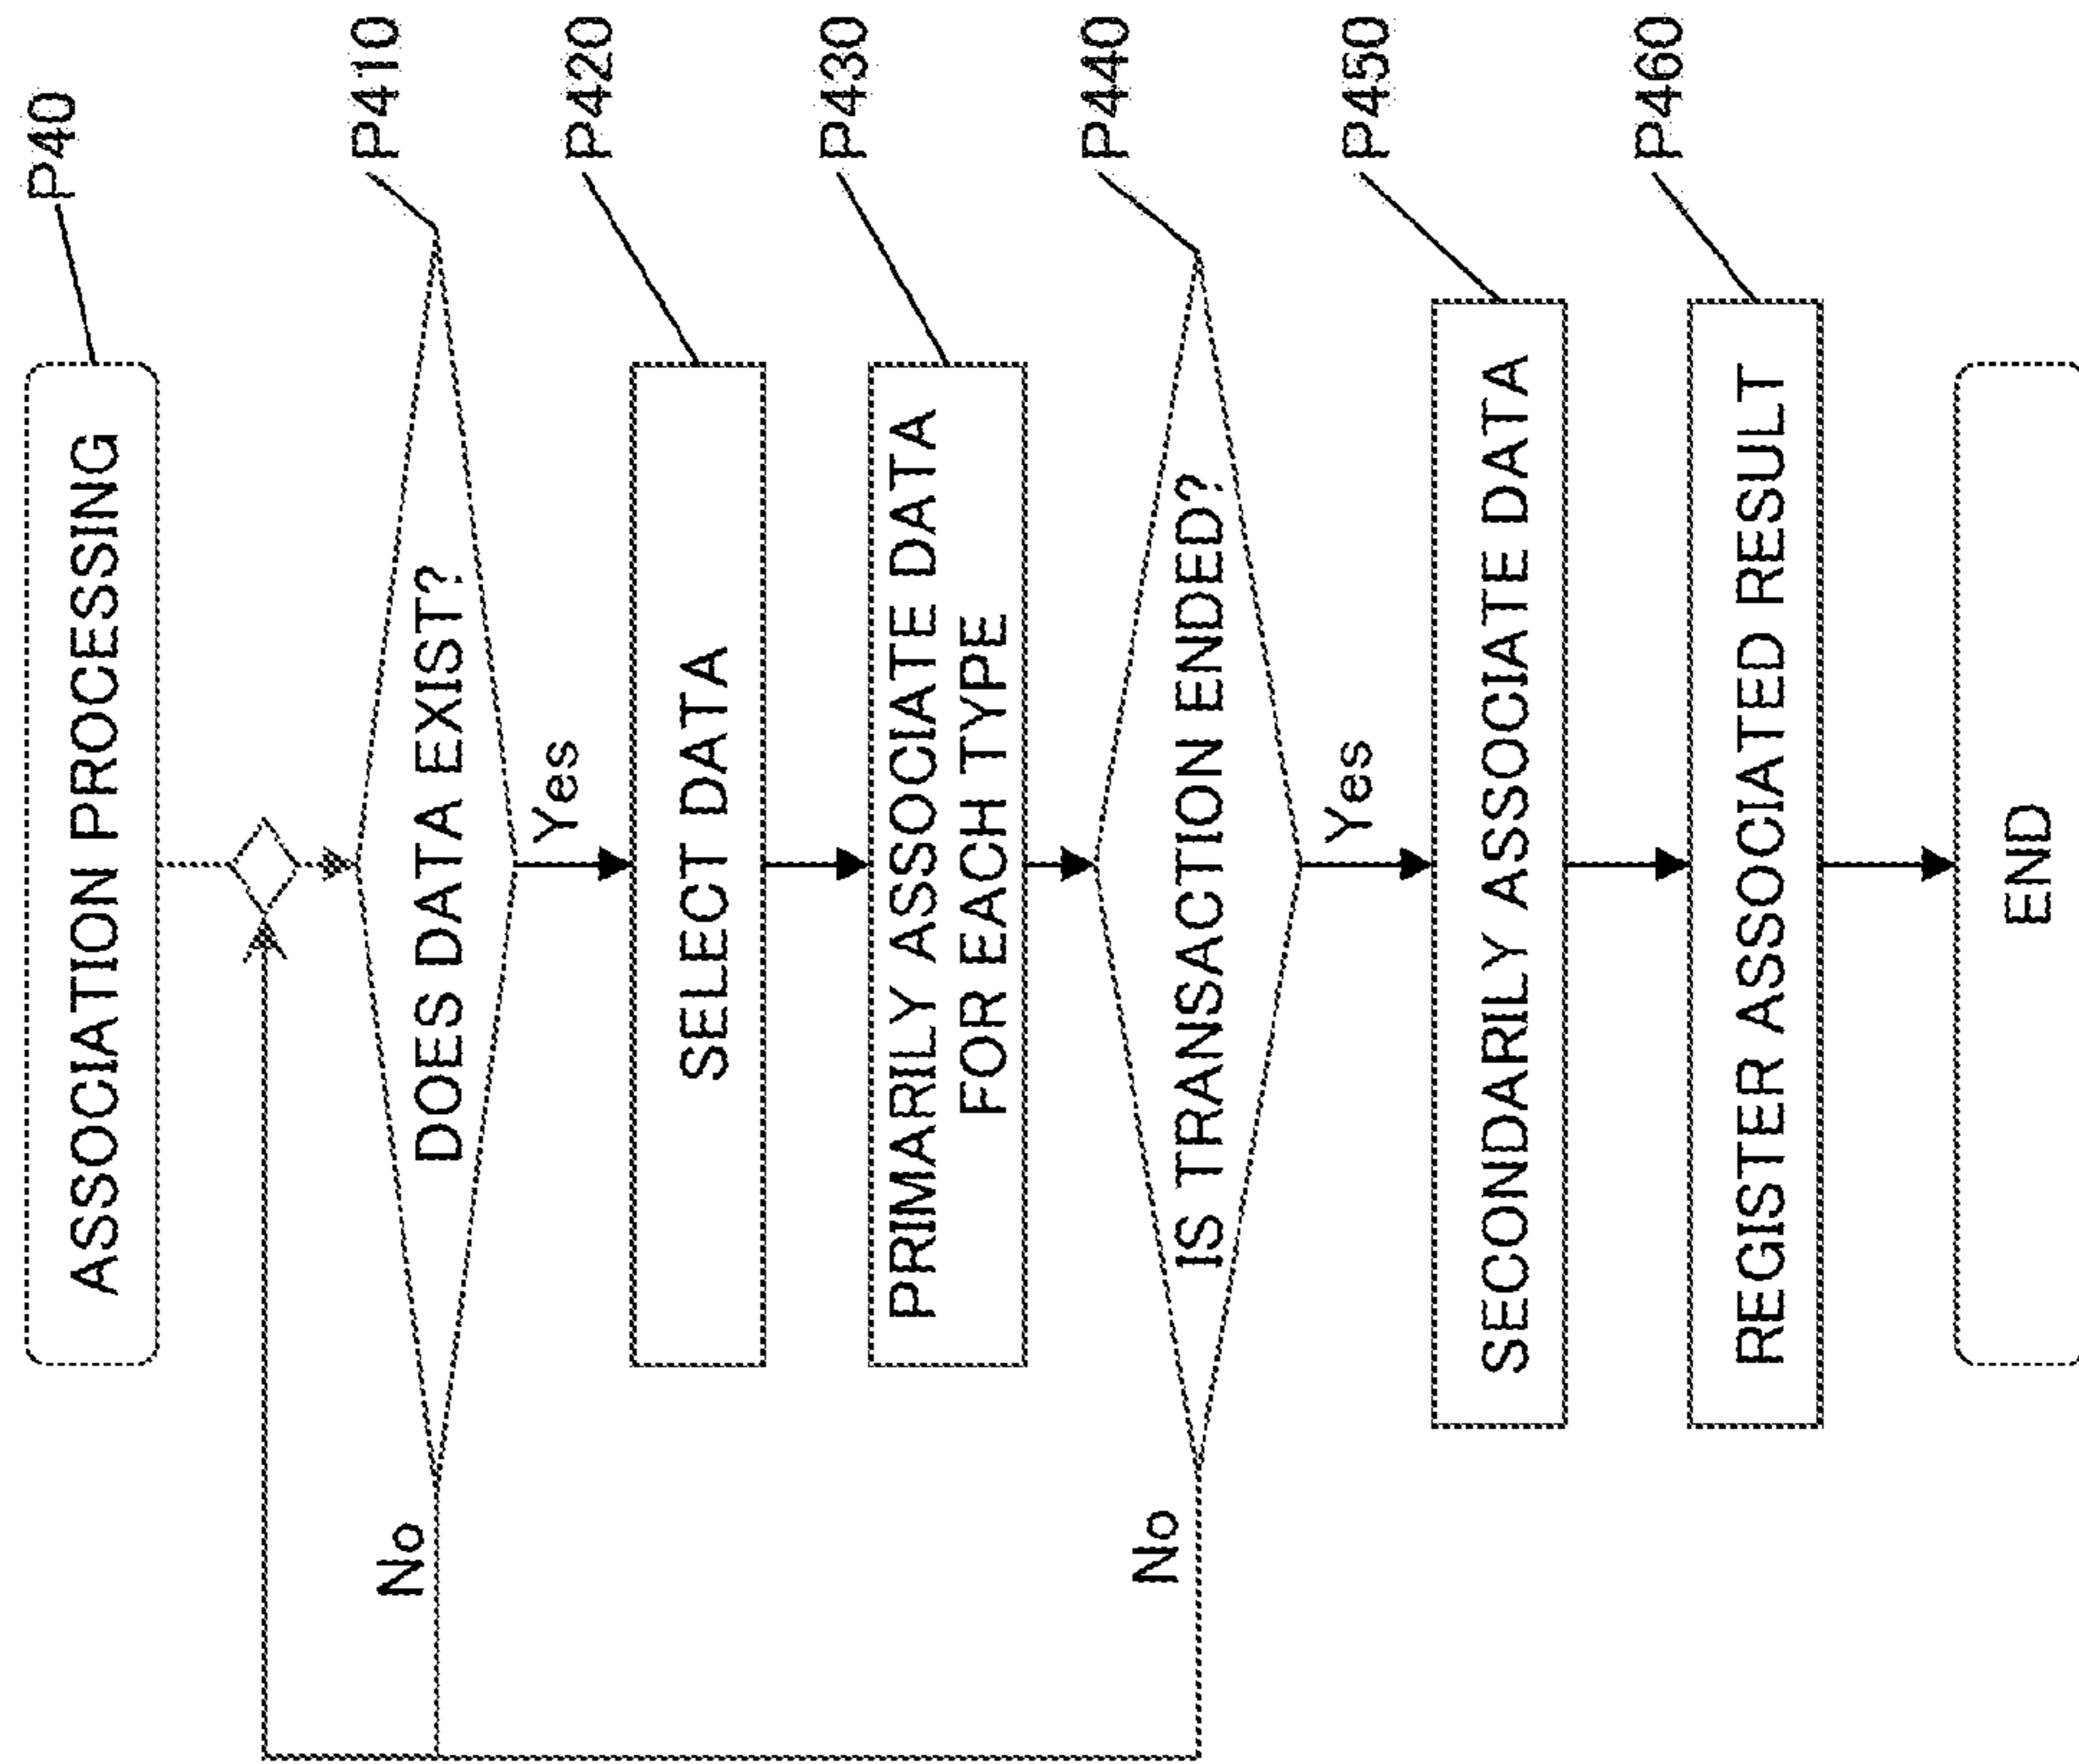 P40
ASSOCIATION PROCESSING
P410
DOES DATA EXIST?
No
Yes
P420
SELECT DATA
P430
PRIMARILY ASSOCIATE DATA
FOR EACH TYPE
P440
IS TRANSACTION ENDED?
No
Yes
P450
SECONDARILY ASSOCIATE DATA
P460
REGISTER ASSOCIATED RESULT
END